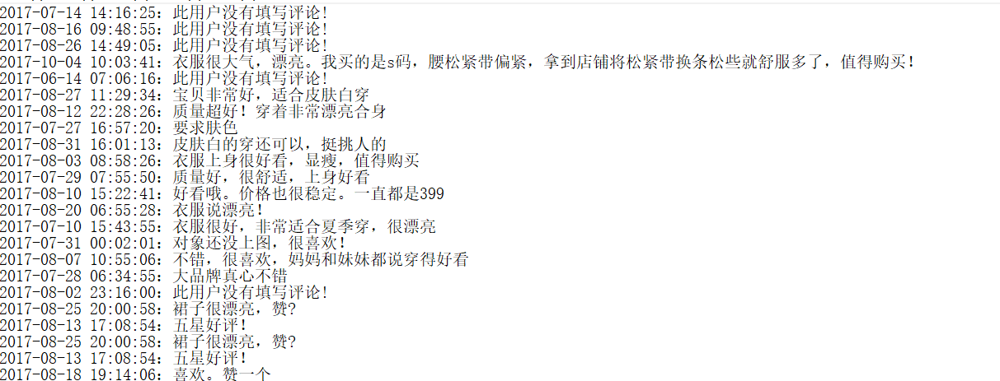 2017-07-14 14:16:25：此用户没有填写评论!
2017-08-16 09:48:55：此用户没有填写评论!
2017-08-26 14:49:05：此用户没有填写评论!
2017-10-04 10:03:41：衣服很大气，漂亮。我买的是s码，腰松紧带偏紧，拿到店铺将松紧带换条松些就舒服多了，值得购买！
2017-06-14 07:06:16：此用户没有填写评论!
2017-08-27 11:29:34：宝贝非常好，适合皮肤白穿
2017-08-12 22:28:26：质量超好！穿着非常漂亮合身
2017-07-27 16:57:20：要求肤色
2017-08-31 16:01:13：皮肤白的穿还可以，挺挑人的
2017-08-03 08:58:26：衣服上身很好看，显瘦，值得购买
2017-07-29 07:55:50：质量好，很舒适，上身好看
2017-08-10 15:22:41：好看哦。价格也很稳定。一直都是399
2017-08-20 06:55:28：衣服说漂亮！
2017-07-10 15:43:55：衣服很好，非常适合夏季穿，很漂亮
2017-07-31 00:02:01：对象还没上图，很喜欢！
2017-08-07 10:55:06：不错，很喜欢，妈妈和妹妹都说穿得好看
2017-07-28 06:34:55：大品牌真心不错
2017-08-02 23:16:00：此用户没有填写评论!
2017-08-25 20:00:58：裙子很漂亮，赞?
2017-08-13 17:08:54：五星好评！
2017-08-25 20:00:58：裙子很漂亮，赞?
2017-08-13 17:08:54：五星好评！
2017-08-18 19:14:06：喜欢。赞一个